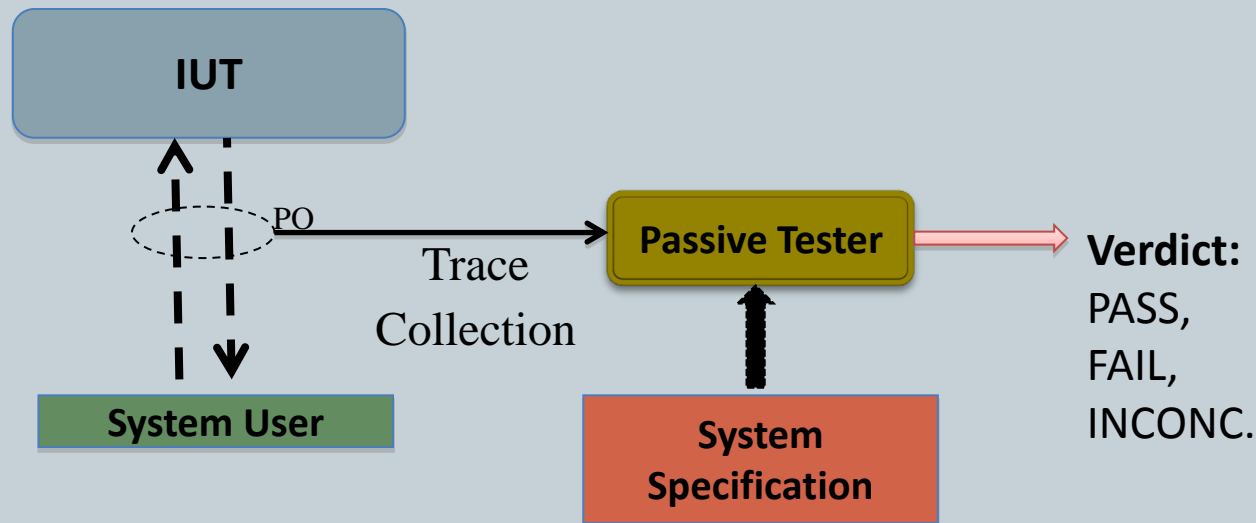 IUT
PO
Trace
Collection
Passive Tester
Verdict:
PASS,
FAIL,
INCONC.
System User
System
Specification